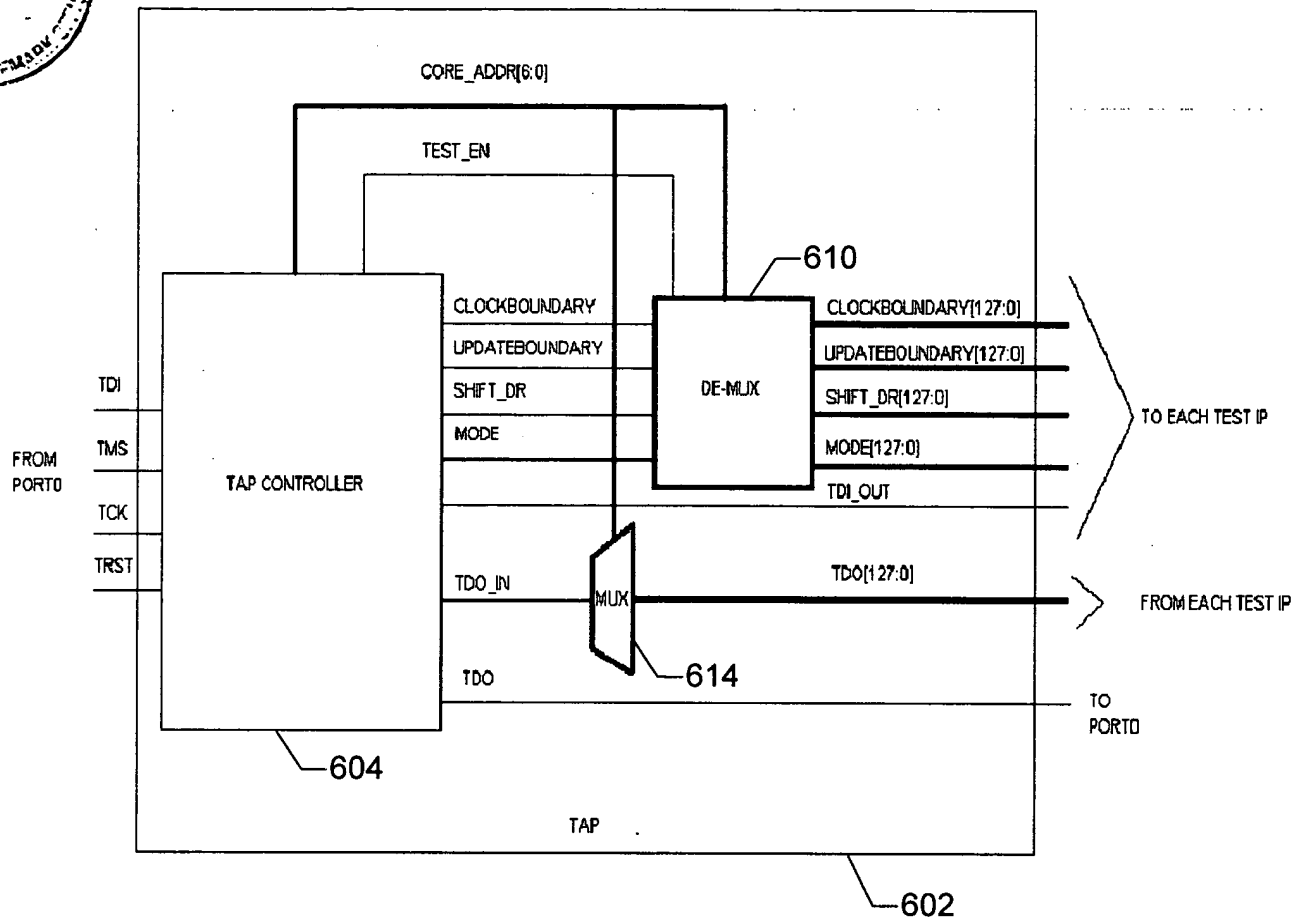 CORE_ADDR[6:0]
TEST_EN
610
CLOCKBOUNDARY
CLOCKBOUNDARY[127:0]
UPDATEBOUNDARY
UPDATEBOUNDARY[127:0]
TDI
SHIFT_DR
DE-MUX
SHIFT_DR[127:0]
TO EACH TEST IP
FROM
PORT0
TMS
MODE
MODE[127:0]
TAP CONTROLLER
TDI_OUT
TCK
TRST
TDO_IN
MUX
TDO[127:0]
FROM EACH TEST IP
TDO
614
TO
PORT0
604
TAP
602